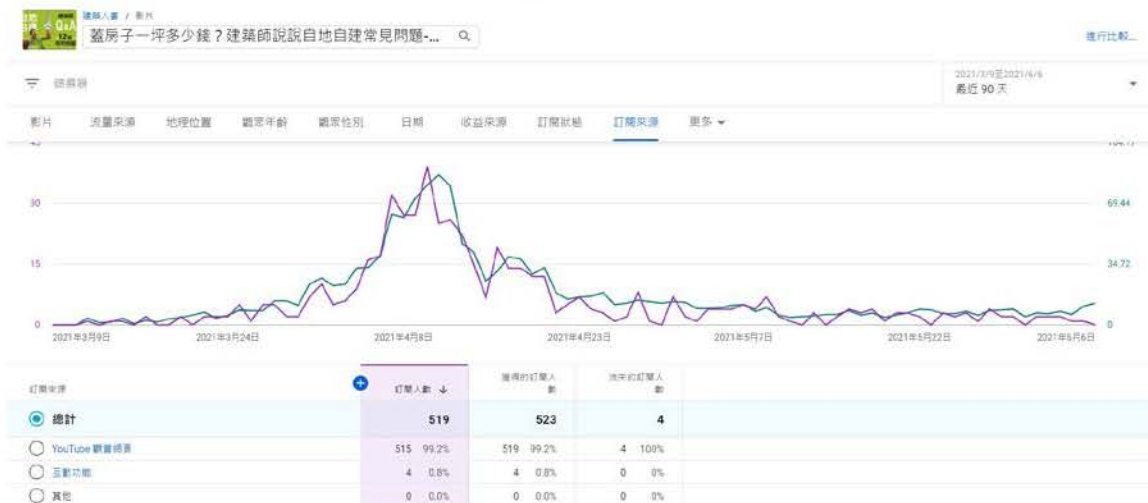 建築人畫 / 影片
蓋房子一坪多少錢？建築師說說自地自建常見問題-...
進行比較...
篩選器
2021/3/9至2021/6/6
最近 90 天
影片 流量來源 地理位置 觀眾年齡 觀眾性別 日期 收益來源 訂閱狀態 訂閱來源 更多
45 104.17
30 69.44
15 34.72
0 0
2021年3月9日 2021年3月24日 2021年4月8日 2021年4月23日 2021年5月7日 2021年5月22日 2021年6月6日
訂閱來源 訂閱人數 獲得的訂閱人數 流失的訂閱人數
總計 519 523 4
YouTube 觀賞網頁 515 99.2% 519 99.2% 4 100%
互動功能 4 0.8% 4 0.8% 0 0%
其他 0 0.0% 0 0.0% 0 0%